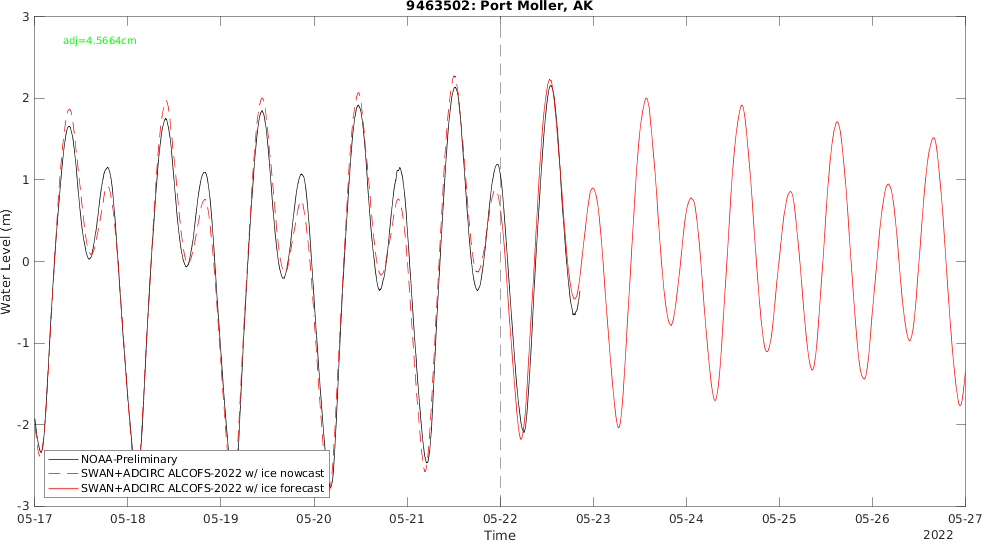 9463502: Port Moller, AK
adj=4.5664cm
Water Level (m)
3
2
1
0
-1
-2
-3
NOAA-Preliminary
SWAN+ADCIRC ALCOFS-2022 w/ ice nowcast
SWAN+ADCIRC ALCOFS-2022 w/ ice forecast
05-17 05-18 05-19 05-20 05-21 05-22 05-23 05-24 05-25 05-26 05-27
Time
2022